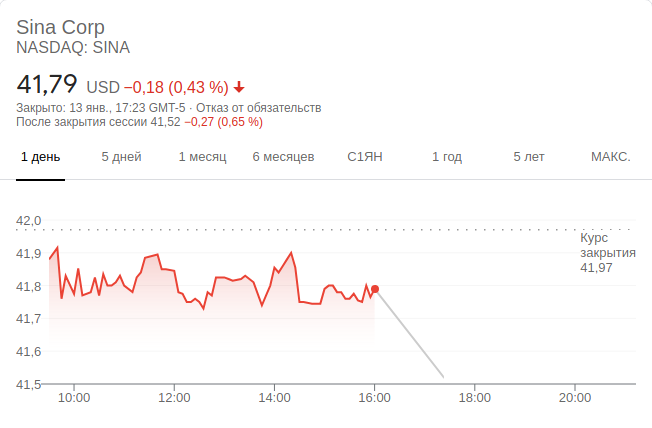 Sina Corp
NASDAQ: SINA
41,79 USD −0,18 (0,43 %)
Закрыто: 13 янв., 17:23 GMT-5 · Отказ от обязательств
После закрытия сессии 41,52 −0,27 (0,65 %)
1 день 5 дней 1 месяц 6 месяцев С1ЯН 1 год 5 лет МАКС.
42,0
Курс
закрытия
41,97
41,9
41,8
41,7
41,6
41,5
10:00 12:00 14:00 16:00 18:00 20:00